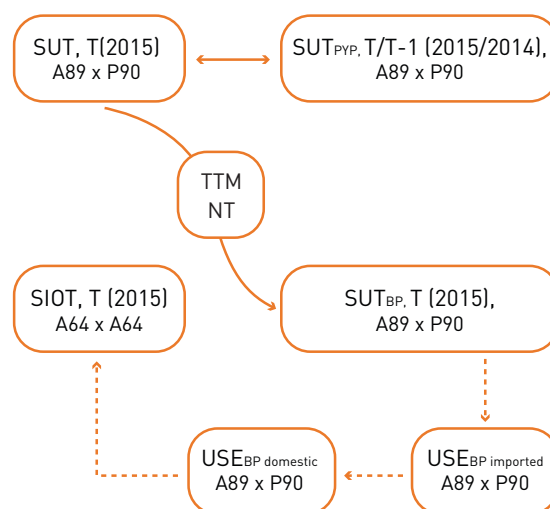 SUT, T(2015)
A89 x P90
SUTPYP, T/T-1 (2015/2014),
A89 x P90
TTM
NT
SIOT, T (2015)
A64 x A64
SUTBP, T (2015),
A89 x P90
USEBP domestic
A89 x P90
USEBP imported
A89 x P90